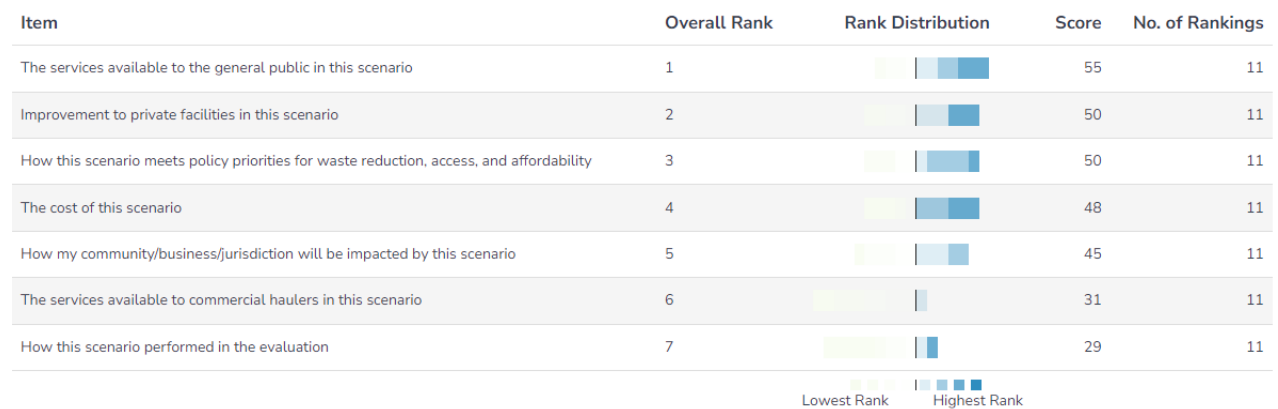 Item Overall Rank Rank Distribution Score No. of Rankings
The services available to the general public in this scenario 1 55 11
Improvement to private facilities in this scenario 2 50 11
How this scenario meets policy priorities for waste reduction, access, and affordability 3 50 11
The cost of this scenario 4 48 11
How my community/business/jurisdiction will be impacted by this scenario 5 45 11
The services available to commercial haulers in this scenario 6 31 11
How this scenario performed in the evaluation 7 29 11
Lowest Rank Highest Rank